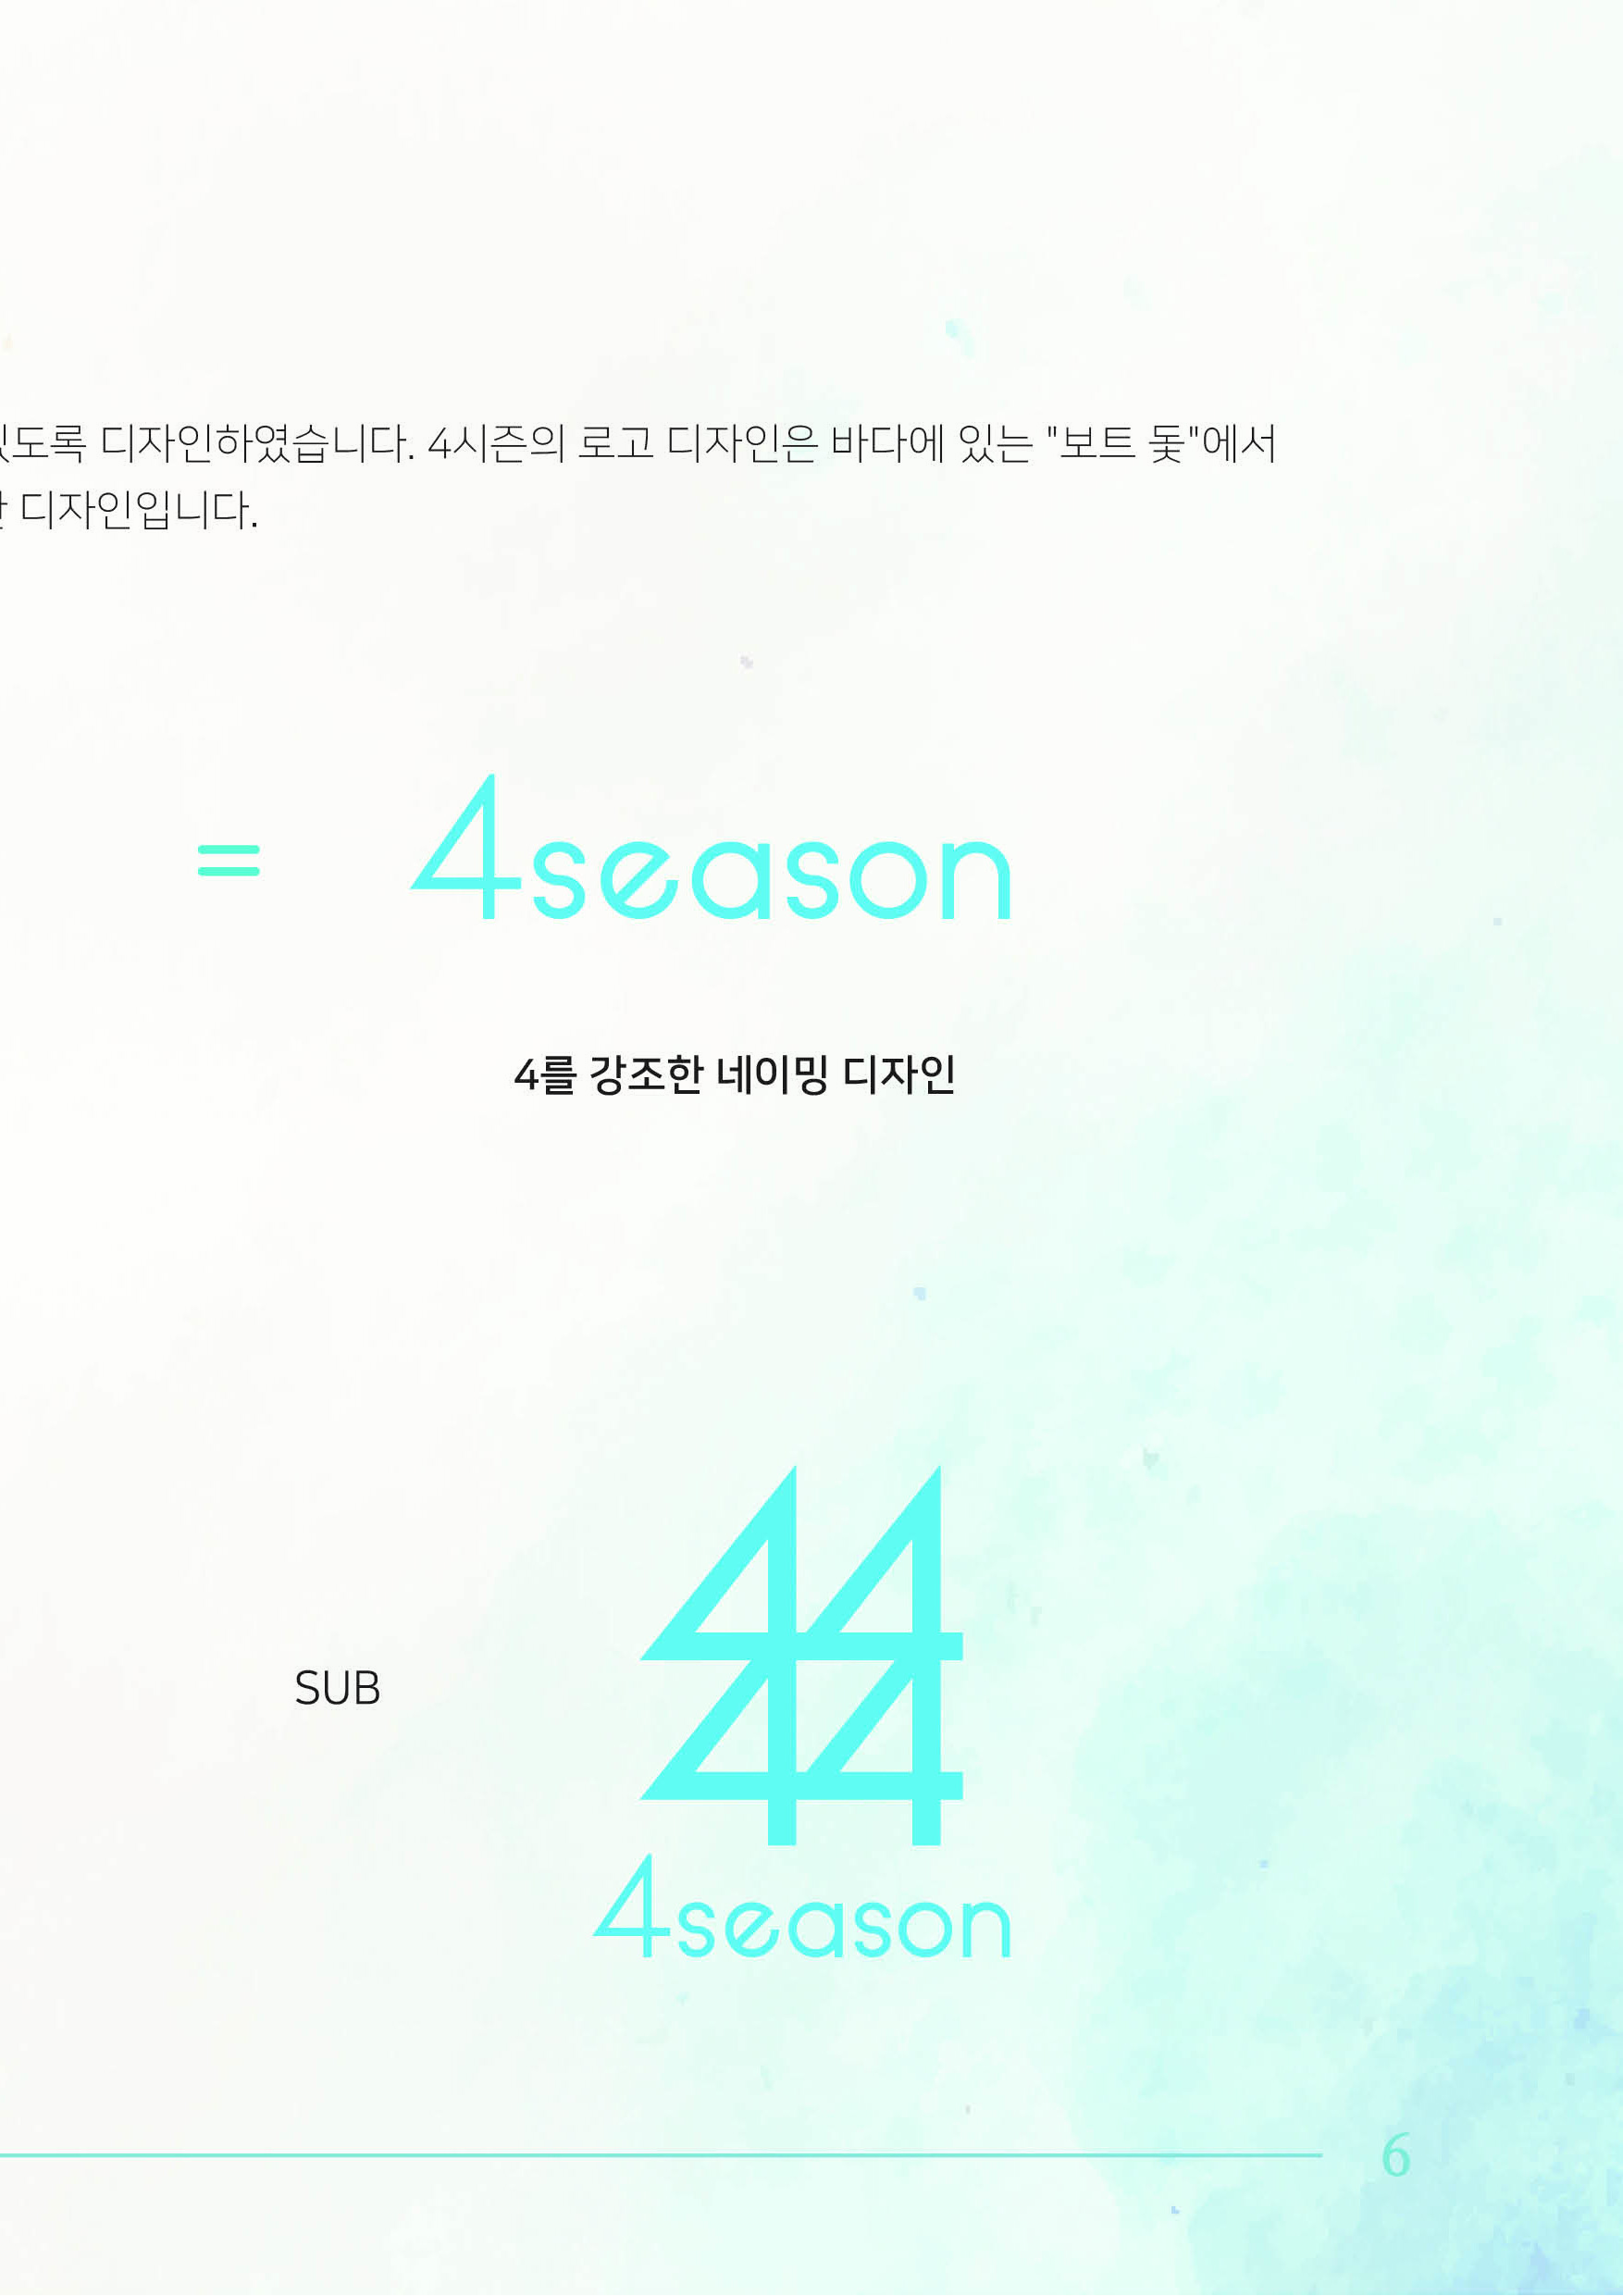 있도록 디자인하였습니다. 4시즌의 로고 디자인은 바다에 있는 "보트 돛"에서
디자인입니다.
= 4season
4를 강조한 네이밍 디자인
44
SUB
44
4season
6